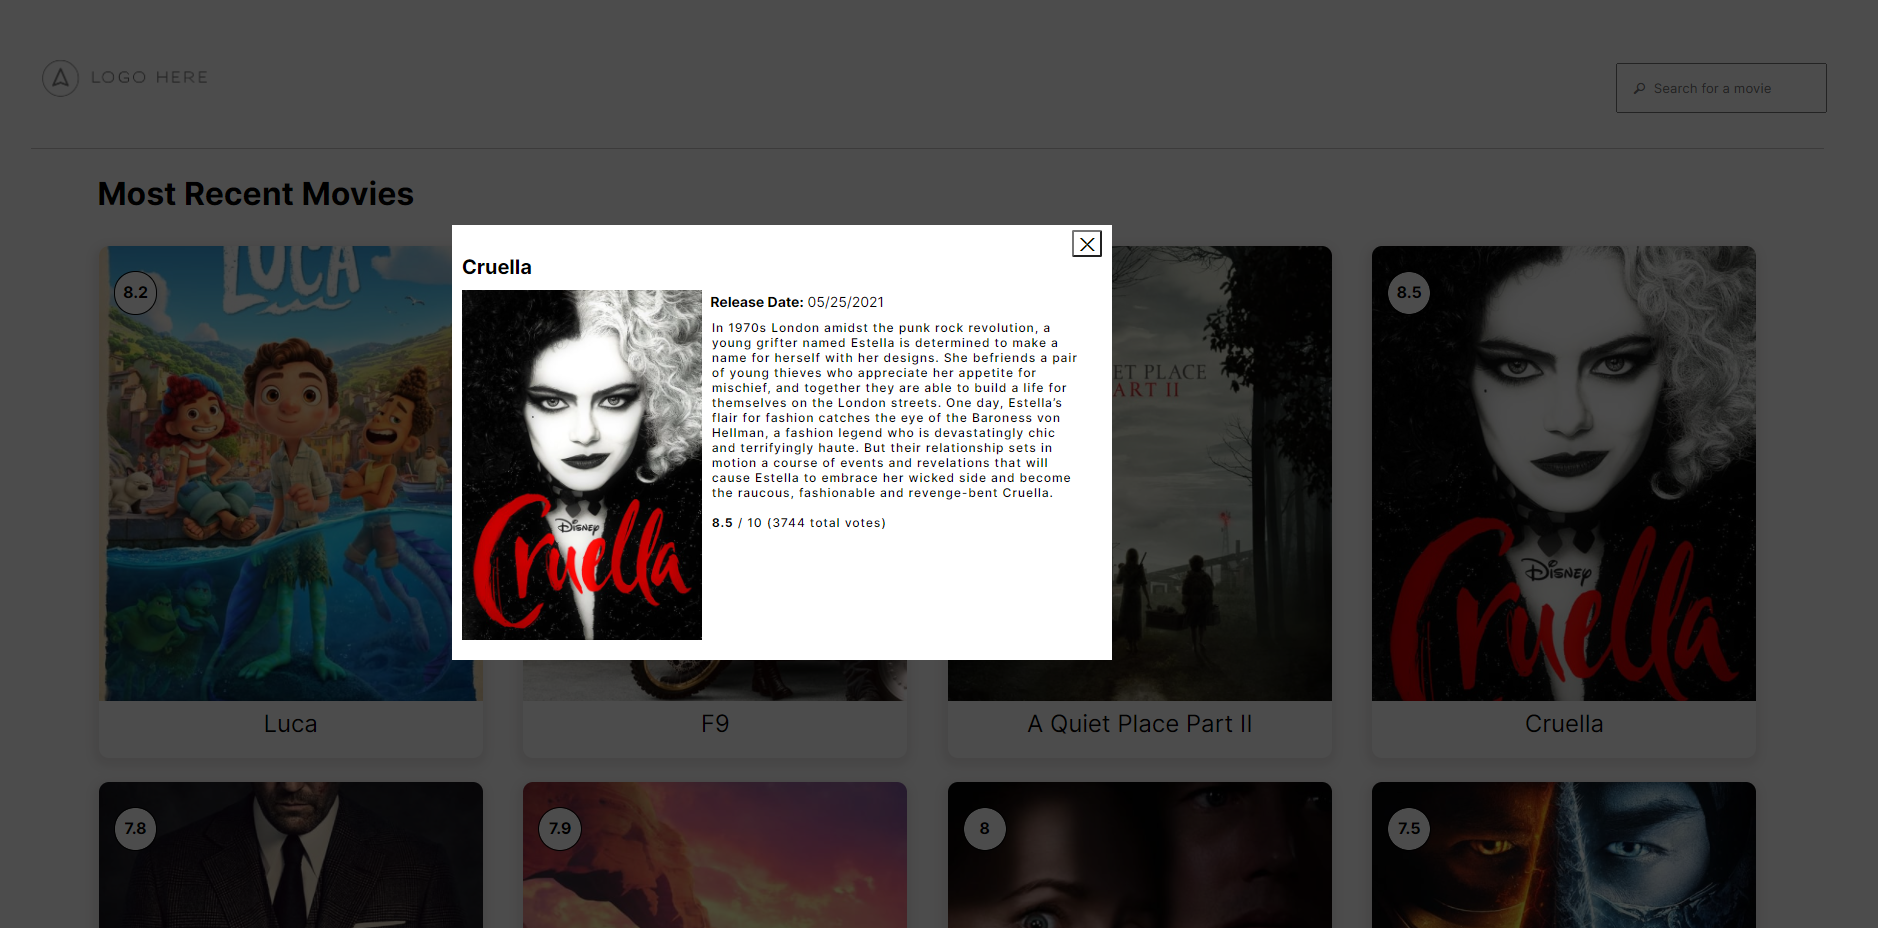 LOGO HERE
Search for a movie
Most Recent Movies
LUCA
8.2
Cruella
Release Date: 05/25/2021
In 1970s London amidst the punk rock revolution, a
young grifter named Estella is determined to make a
name for herself with her designs. She befriends a pair
of young thieves who appreciate her appetite for
mischief, and together they are able to build a life for
themselves on the London streets. One day, Estella’s
flair for fashion catches the eye of the Baroness von
Hellman, a fashion legend who is devastatingly chic
and terrifyingly haute. But their relationship sets in
motion a course of events and revelations that will
cause Estella to embrace her wicked side and become
the raucous, fashionable and revenge-bent Cruella.
8.5 / 10 (3744 total votes)
Disney
Cruella
ET PLACE
ART II
8.5
Disney
Cruella
Luca
F9
A Quiet Place Part II
Cruella
7.8
7.9
8
7.5